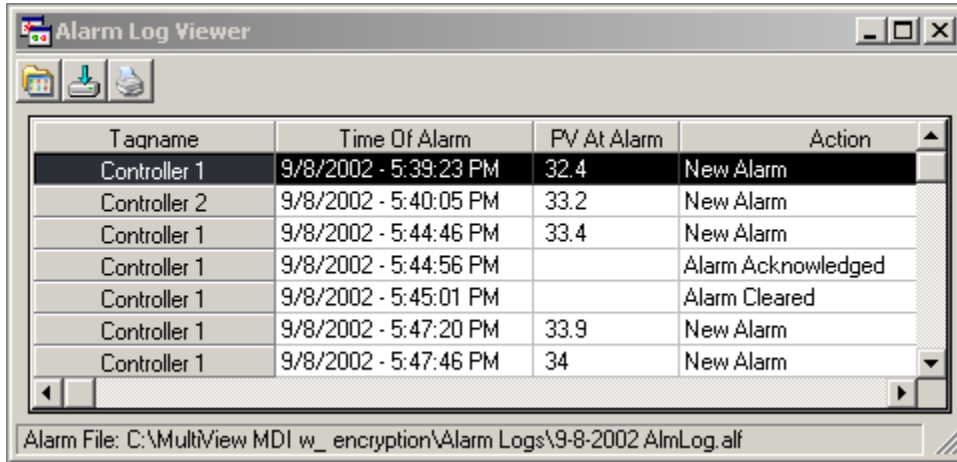 Alarm Log Viewer
Tagname Time Of Alarm PV At Alarm Action
Controller 1 9/8/2002 - 5:39:23 PM 32.4 New Alarm
Controller 2 9/8/2002 - 5:40:05 PM 33.2 New Alarm
Controller 1 9/8/2002 - 5:44:46 PM 33.4 New Alarm
Controller 1 9/8/2002 - 5:44:56 PM Alarm Acknowledged
Controller 1 9/8/2002 - 5:45:01 PM Alarm Cleared
Controller 1 9/8/2002 - 5:47:20 PM 33.9 New Alarm
Controller 1 9/8/2002 - 5:47:46 PM 34 New Alarm
Alarm File: C:\MultiView MDI w_ encryption\Alarm Logs\9-8-2002 AlmLog.alf